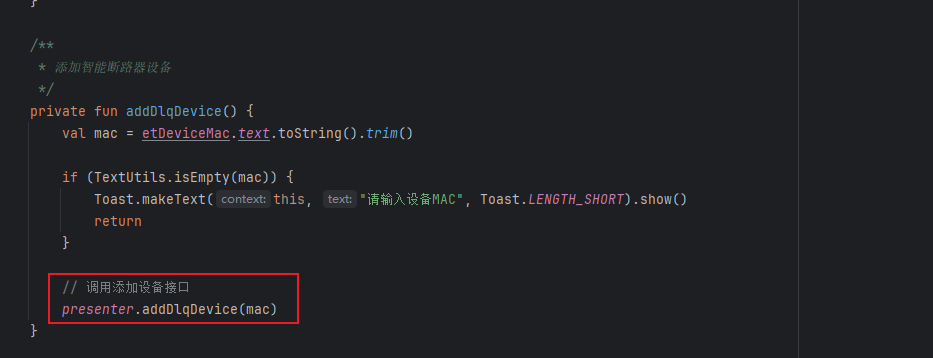 }
/**
* 添加智能断路器设备
*/
private fun addDlqDevice() {
val mac = etDeviceMac.text.toString().trim()
if (TextUtils.isEmpty(mac)) {
Toast.makeText( context: this, text: "请输入设备MAC", Toast.LENGTH_SHORT).show()
return
}
// 调用添加设备接口
presenter.addDlqDevice(mac)
}